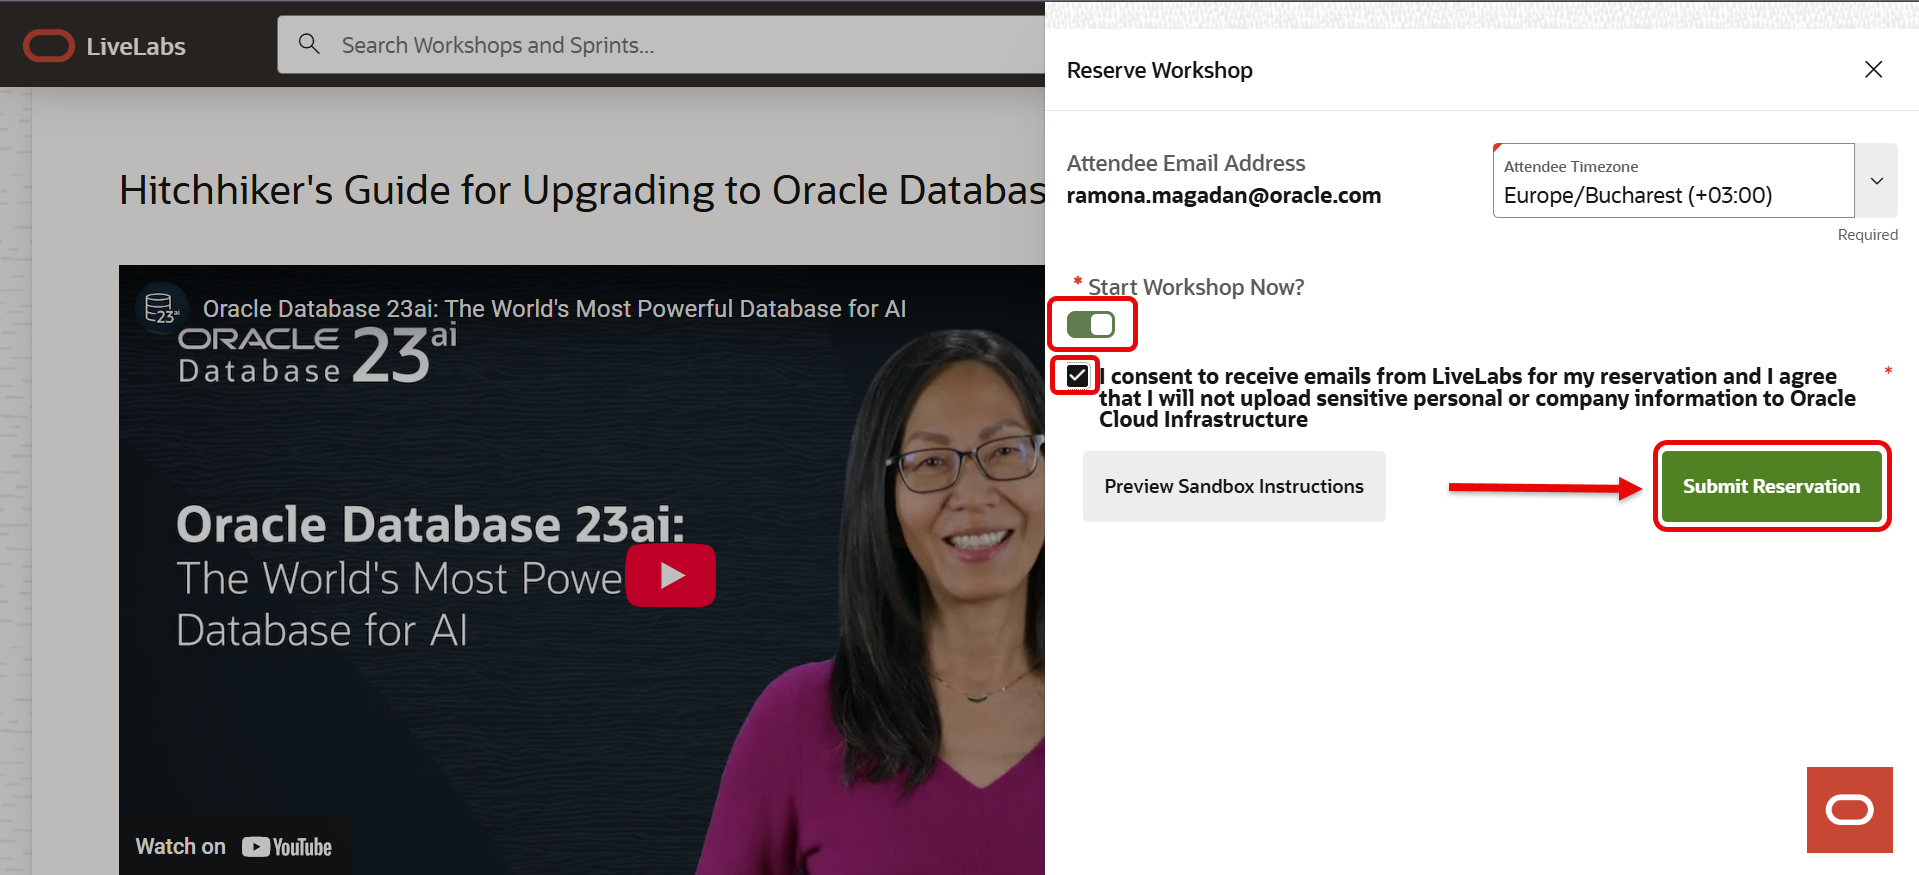 LiveLabs
Search Workshops and Sprints...
Hitchhiker's Guide for Upgrading to Oracle Databas
23ai
Oracle Database 23ai: The World's Most Powerful Database for AI
ORACLE
Database 23ai
Oracle Database 23ai:
The World's Most Powe
Database for AI
Watch on YouTube
Reserve Workshop
Attendee Email Address
ramona.magadan@oracle.com
Attendee Timezone
Europe/Bucharest (+03:00)
Required
* Start Workshop Now?
I consent to receive emails from LiveLabs for my reservation and I agree *
that I will not upload sensitive personal or company information to Oracle
Cloud Infrastructure
Preview Sandbox Instructions
Submit Reservation